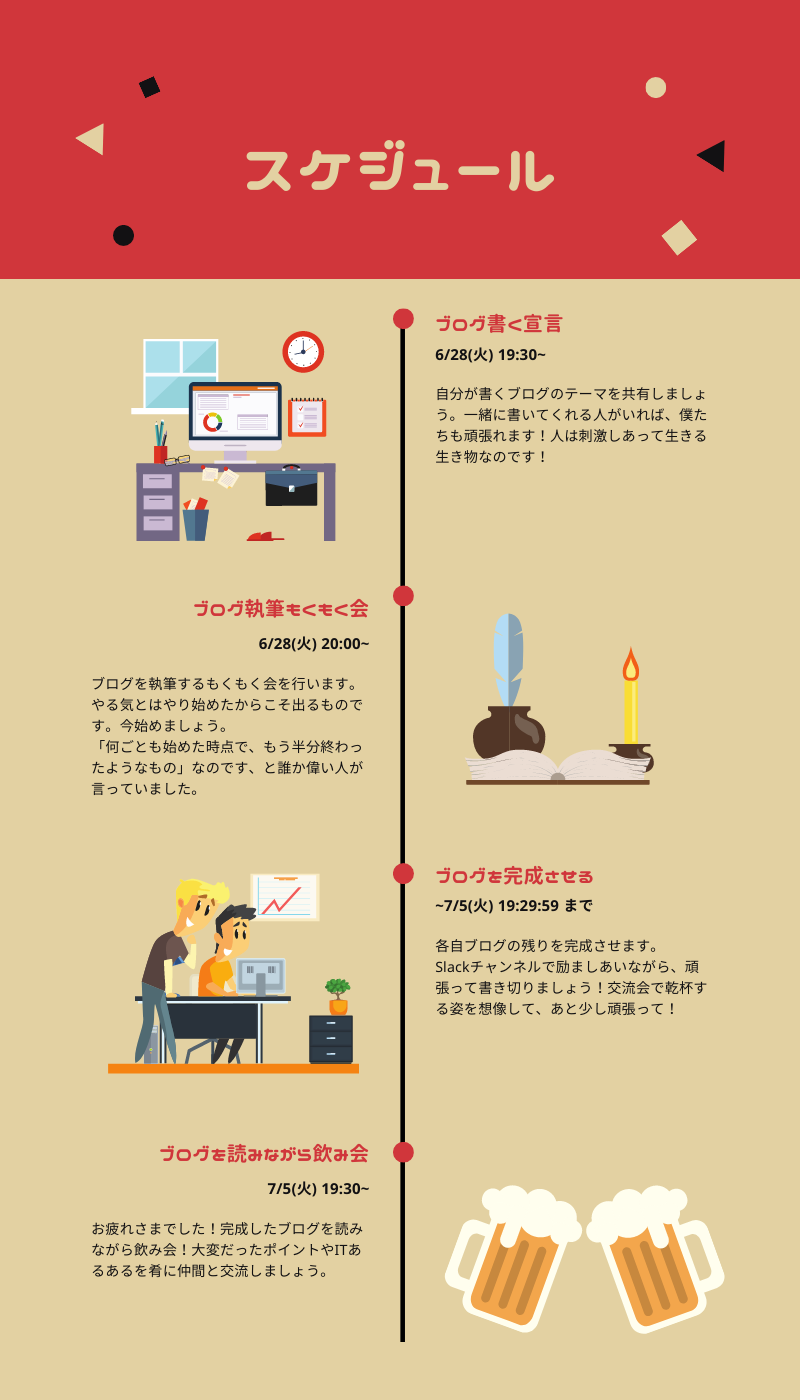 スケジュール
ブログ書く宣言
6/28(火) 19:30~
自分が書くブログのテーマを共有しましょ
う。一緒に書いてくれる人がいれば、僕た
ちも頑張れます！人は刺激しあって生きる
生き物なのです！
ブログ執筆もくもく会
6/28(火) 20:00~
ブログを執筆するもくもく会を行います。
やる気とはやり始めたからこそ出るもので
す。今始めましょう。
「何ごとも始めた時点で、もう半分終わっ
たようなもの」なのです、と誰か偉い人が
言っていました。
ブログを完成させる
~7/5(火) 19:29:59 まで
各自ブログの残りを完成させます。
Slackチャンネルで励ましあいながら、頑
張って書き切りましょう！交流会で乾杯す
る姿を想像して、あと少し頑張って！
ブログを読みながら飲み会
7/5(火) 19:30~
お疲れさまでした！完成したブログを読み
ながら飲み会！大変だったポイントやITあ
るあるを肴に仲間と交流しましょう。